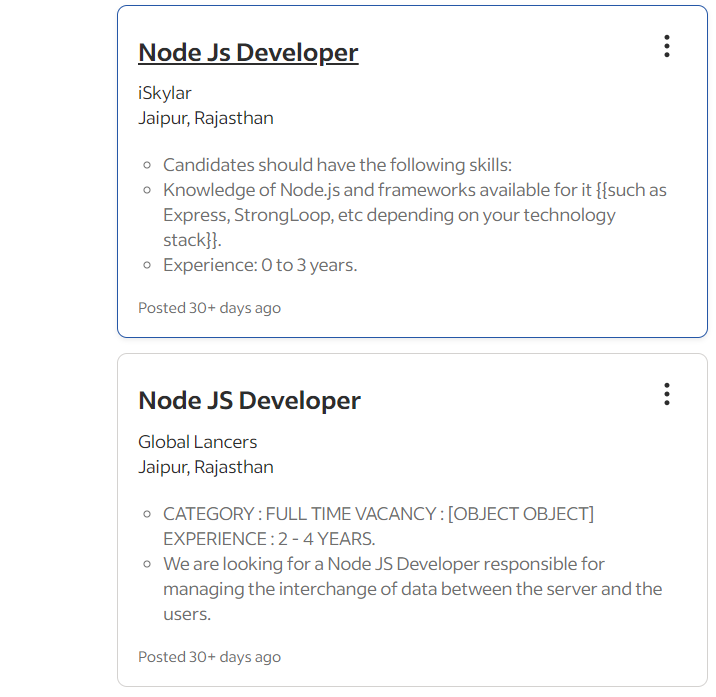 Node Js Developer
iSkylar
Jaipur, Rajasthan
Candidates should have the following skills:
Knowledge of Node.js and frameworks available for it {{such as
Express, StrongLoop, etc depending on your technology
stack}}.
Experience: 0 to 3 years.
Posted 30+ days ago
Node JS Developer
Global Lancers
Jaipur, Rajasthan
CATEGORY : FULL TIME VACANCY : [OBJECT OBJECT]
EXPERIENCE : 2 - 4 YEARS.
We are looking for a Node JS Developer responsible for
managing the interchange of data between the server and the
users.
Posted 30+ days ago